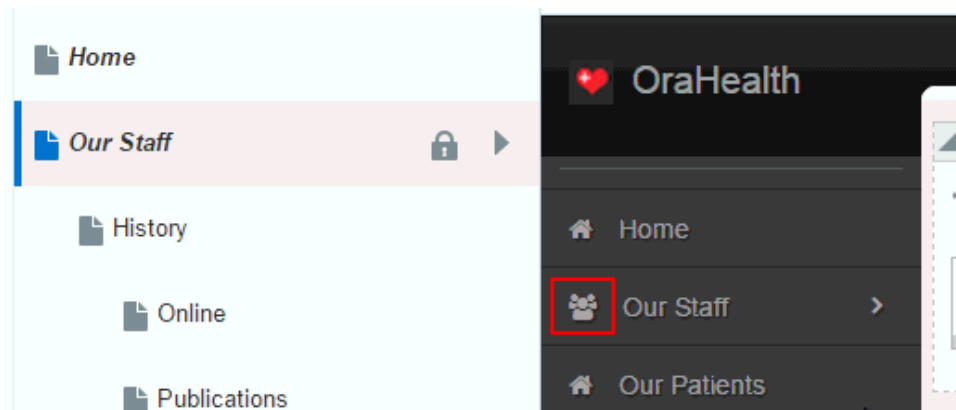 Home
Our Staff
History
Online
Publications
OraHealth
Home
Our Staff
Our Patients